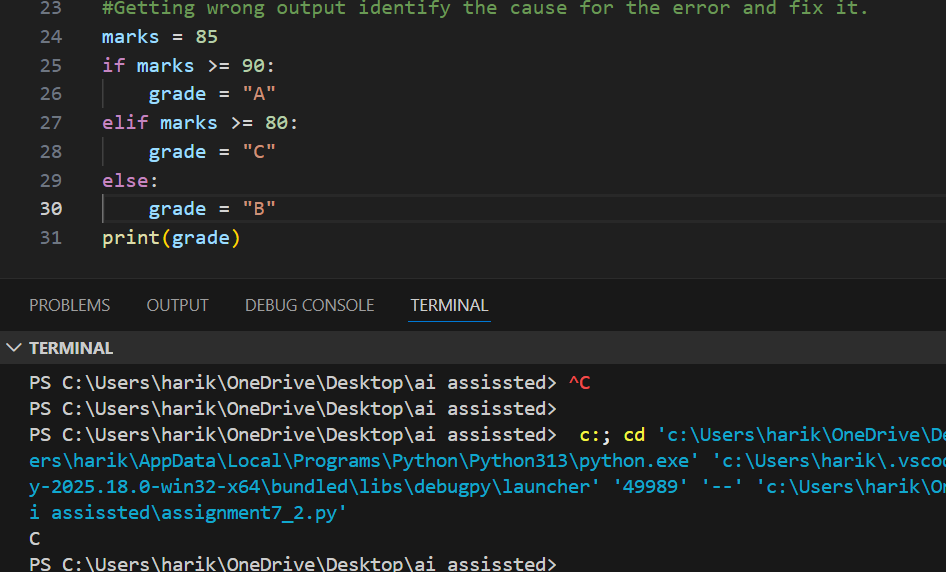 23 #Getting wrong output identify the cause for the error and fix it.
24 marks = 85
25 if marks >= 90:
26     grade = "A"
27 elif marks >= 80:
28     grade = "C"
29 else:
30     grade = "B"
31 print(grade)
PROBLEMS OUTPUT DEBUG CONSOLE TERMINAL
TERMINAL
PS C:\Users\harik\OneDrive\Desktop\ai assissted> ^C
PS C:\Users\harik\OneDrive\Desktop\ai assissted>
PS C:\Users\harik\OneDrive\Desktop\ai assissted>  c:; cd 'c:\Users\harik\OneDrive\De
ers\harik\AppData\Local\Programs\Python\Python313\python.exe' 'c:\Users\harik\.vscod
y-2025.18.0-win32-x64\bundled\libs\debugpy\launcher' '49989' '--' 'c:\Users\harik\On
i assissted\assignment7_2.py'
C
PS C:\Users\harik\OneDrive\Desktop\ai assissted>